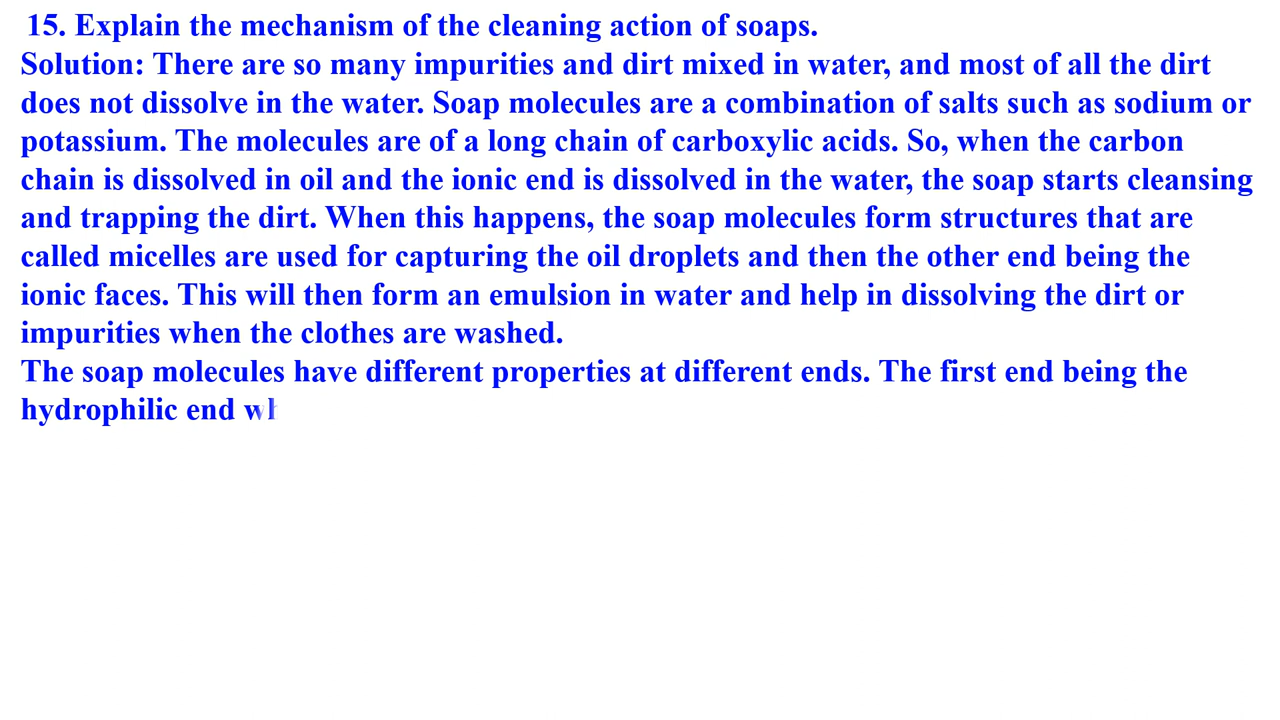 15. Explain the mechanism of the cleaning action of soaps.
Solution: There are so many impurities and dirt mixed in water, and most of all the dirt
does not dissolve in the water. Soap molecules are a combination of salts such as sodium or
potassium. The molecules are of a long chain of carboxylic acids. So, when the carbon
chain is dissolved in oil and the ionic end is dissolved in the water, the soap starts cleansing
and trapping the dirt. When this happens, the soap molecules form structures that are
called micelles are used for capturing the oil droplets and then the other end being the
ionic faces. This will then form an emulsion in water and help in dissolving the dirt or
impurities when the clothes are washed.
The soap molecules have different properties at different ends. The first end being the
hydrophilic end